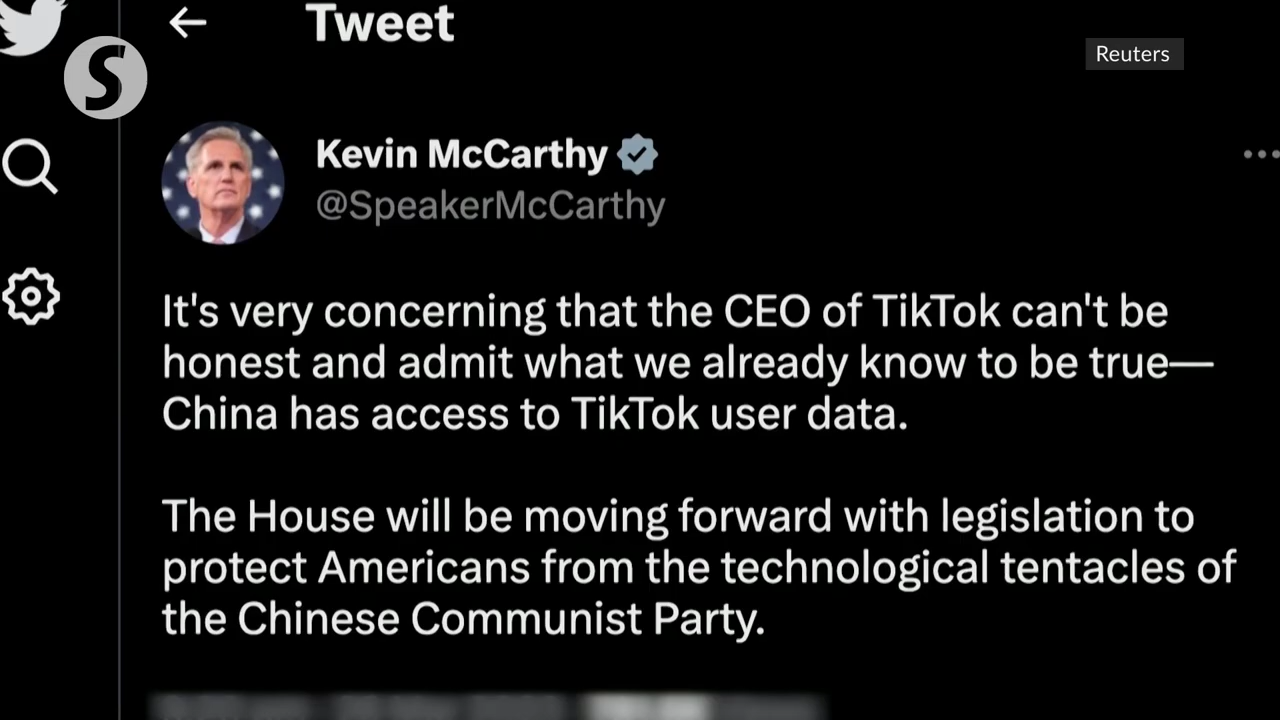 Tweet
Reuters
S
Kevin McCarthy
@SpeakerMcCarthy
It's very concerning that the CEO of TikTok can't be
honest and admit what we already know to be true—
China has access to TikTok user data.
The House will be moving forward with legislation to
protect Americans from the technological tentacles of
the Chinese Communist Party.